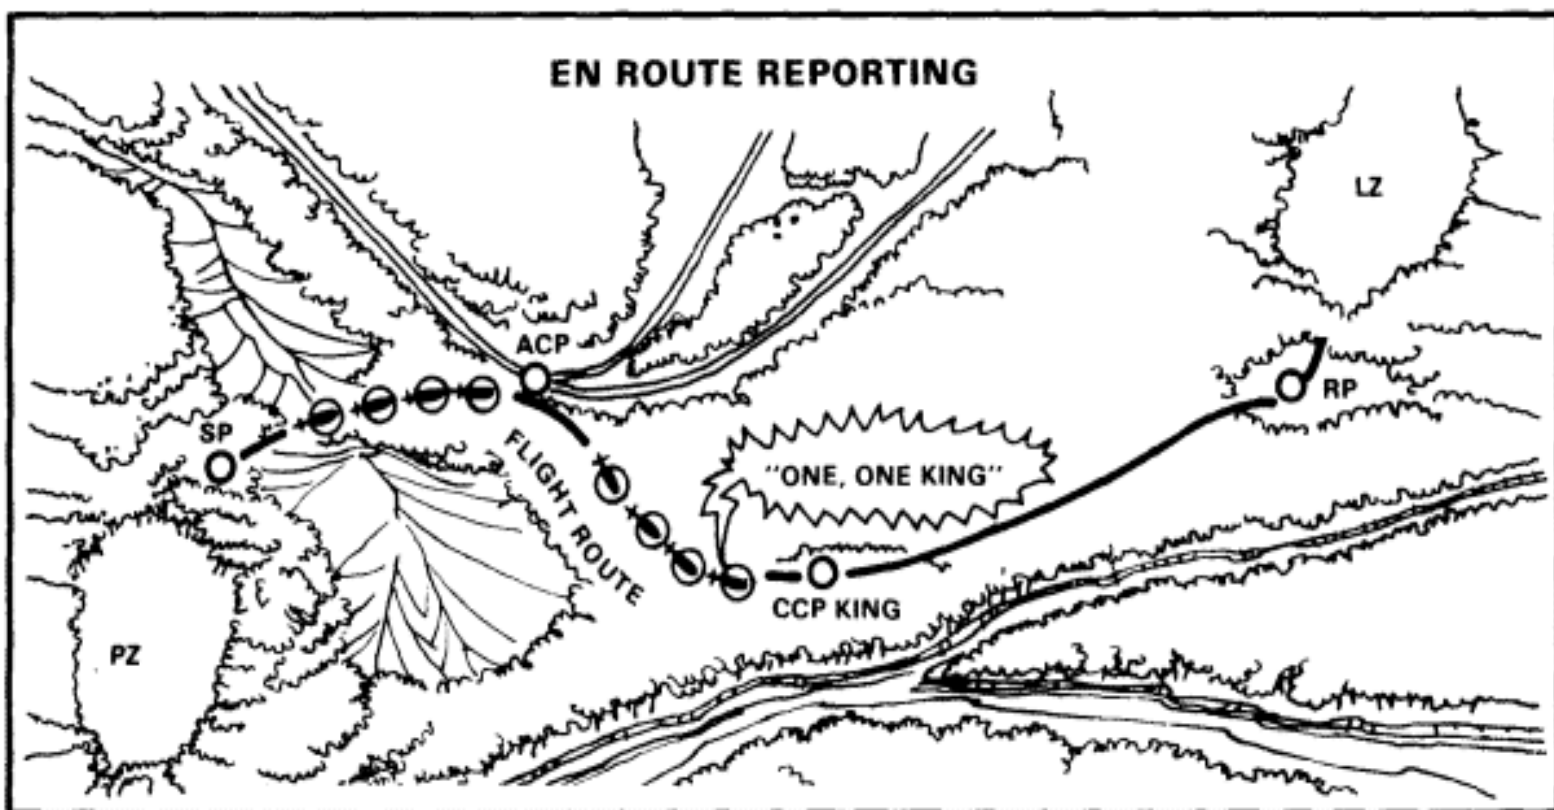 EN ROUTE REPORTING
LZ
ACP
RP
SP
FLIGHT ROUTE
"ONE, ONE KING"
CCP KING
PZ